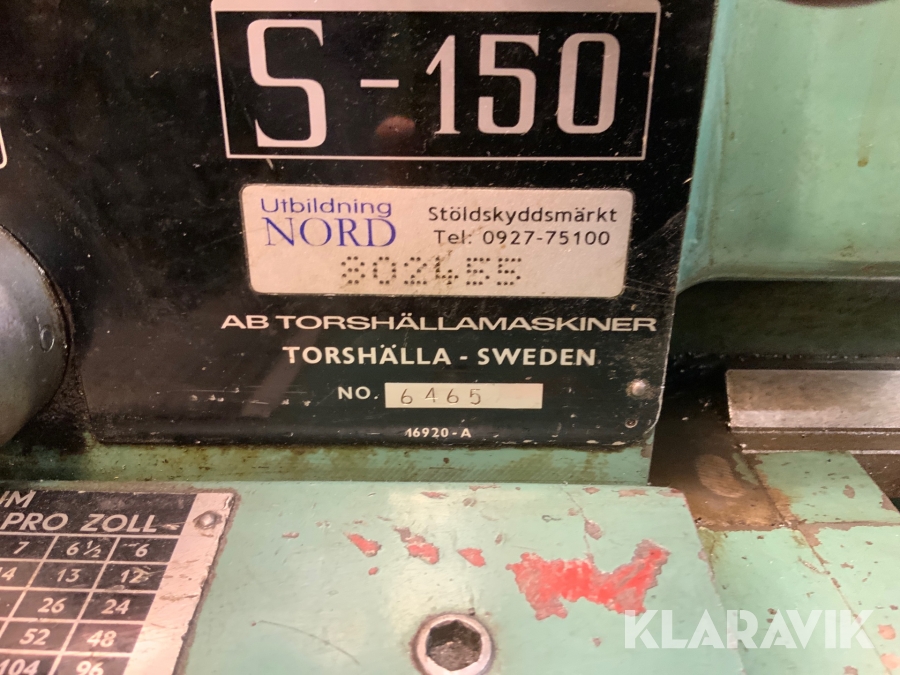 S-150
Utbildning
NORD
Stöldskyddsmärkt
Tel: 0927-75100
802455
AB TORSHÄLLAMASKINER
TORSHÄLLA - SWEDEN
NO. 6465
16920-A
PRO ZOLL
7 6½ 6
14 13 12
26 24
52 48
104 96
KLARAVIK